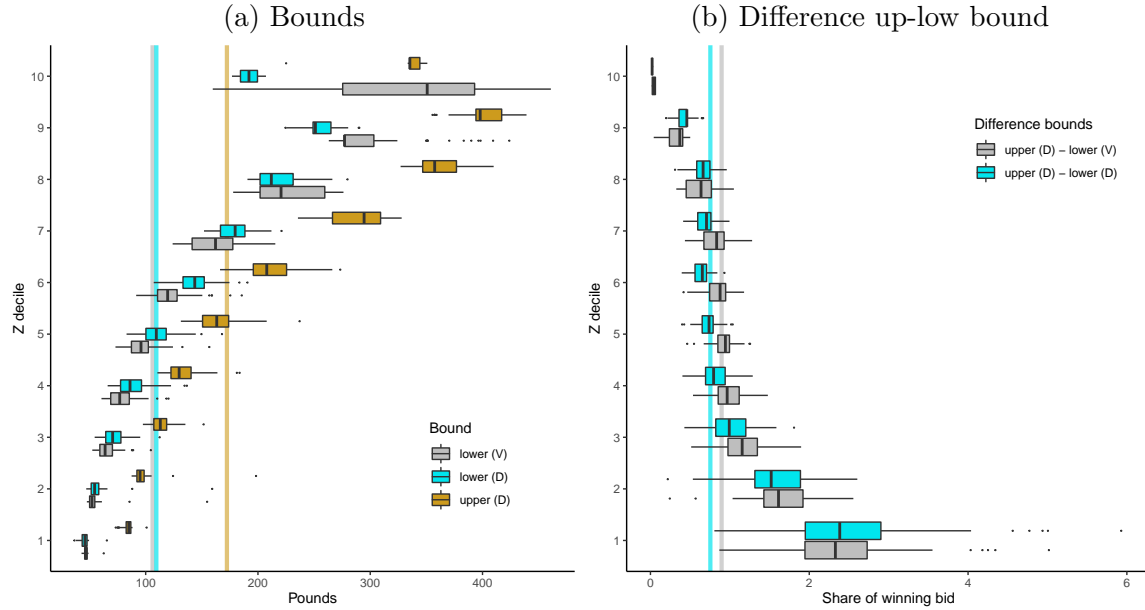 (a) Bounds
10
9
8
7
6
5
4
3
2
1
Z decile
100
200
300
400
Pounds
Bound
lower (V)
lower (D)
upper (D)
(b) Difference up-low bound
10
9
8
7
6
5
4
3
2
1
Z decile
0
2
4
6
Share of winning bid
Difference bounds
upper (D) − lower (V)
upper (D) − lower (D)